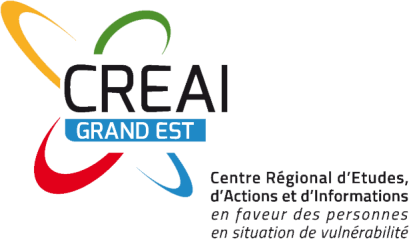 CREAI
GRAND EST
Centre Régional d'Etudes,
d'Actions et d'Informations
en faveur des personnes
en situation de vulnérabilité